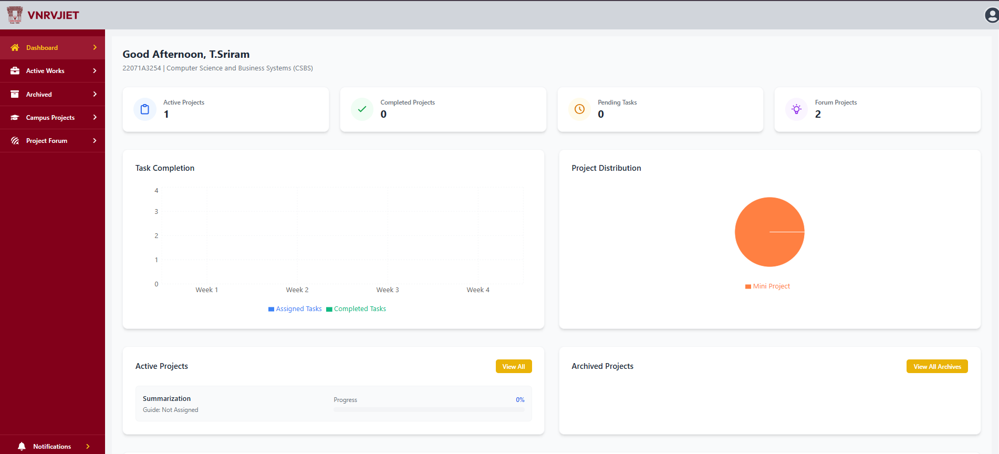 VNRVJIET
Dashboard
Active Works
Archived
Campus Projects
Project Forum
Notifications
Good Afternoon, T.Sriram
22071A3254 | Computer Science and Business Systems (CSBS)
Active Projects
1
Completed Projects
0
Pending Tasks
0
Forum Projects
2
Task Completion
4
3
2
1
0
Week 1 Week 2 Week 3 Week 4
Assigned Tasks Completed Tasks
Project Distribution
Mini Project
Active Projects
View All
Summarization
Guide: Not Assigned
Progress 0%
Archived Projects
View All Archives